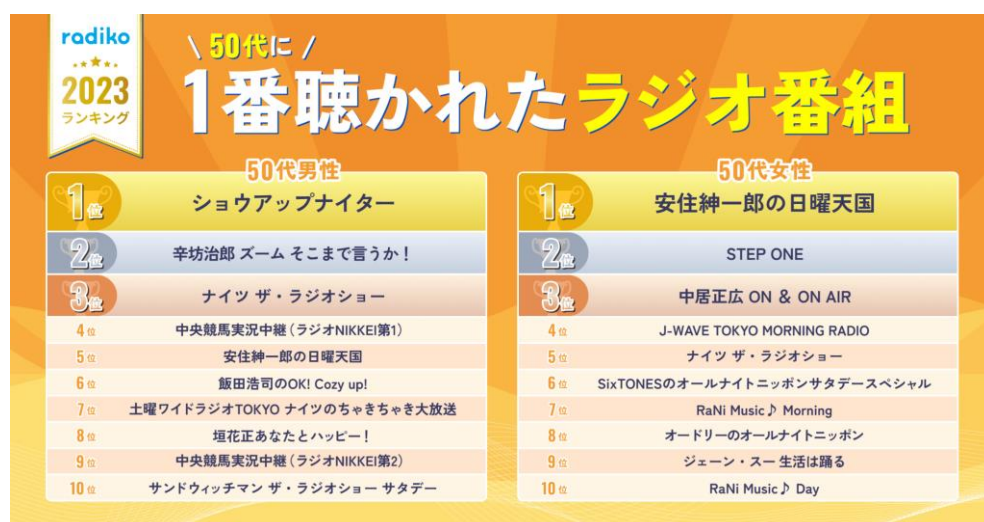 radiko
2023
ランキング
\ 50代に /
1番聴かれたラジオ番組
50代男性
1位 ショウアップナイター
2位 辛坊治郎 ズーム そこまで言うか！
3位 ナイツ ザ・ラジオショー
4位 中央競馬実況中継（ラジオNIKKEI第1）
5位 安住紳一郎の日曜天国
6位 飯田浩司のOK! Cozy up!
7位 土曜ワイドラジオTOKYO ナイツのちゃきちゃき大放送
8位 垣花正あなたとハッピー！
9位 中央競馬実況中継（ラジオNIKKEI第2）
10位 サンドウィッチマン ザ・ラジオショー サタデー
50代女性
1位 安住紳一郎の日曜天国
2位 STEP ONE
3位 中居正広 ON ＆ ON AIR
4位 J-WAVE TOKYO MORNING RADIO
5位 ナイツ ザ・ラジオショー
6位 SixTONESのオールナイトニッポンサタデースペシャル
7位 RaNi Music♪ Morning
8位 オードリーのオールナイトニッポン
9位 ジェーン・スー 生活は踊る
10位 RaNi Music♪ Day